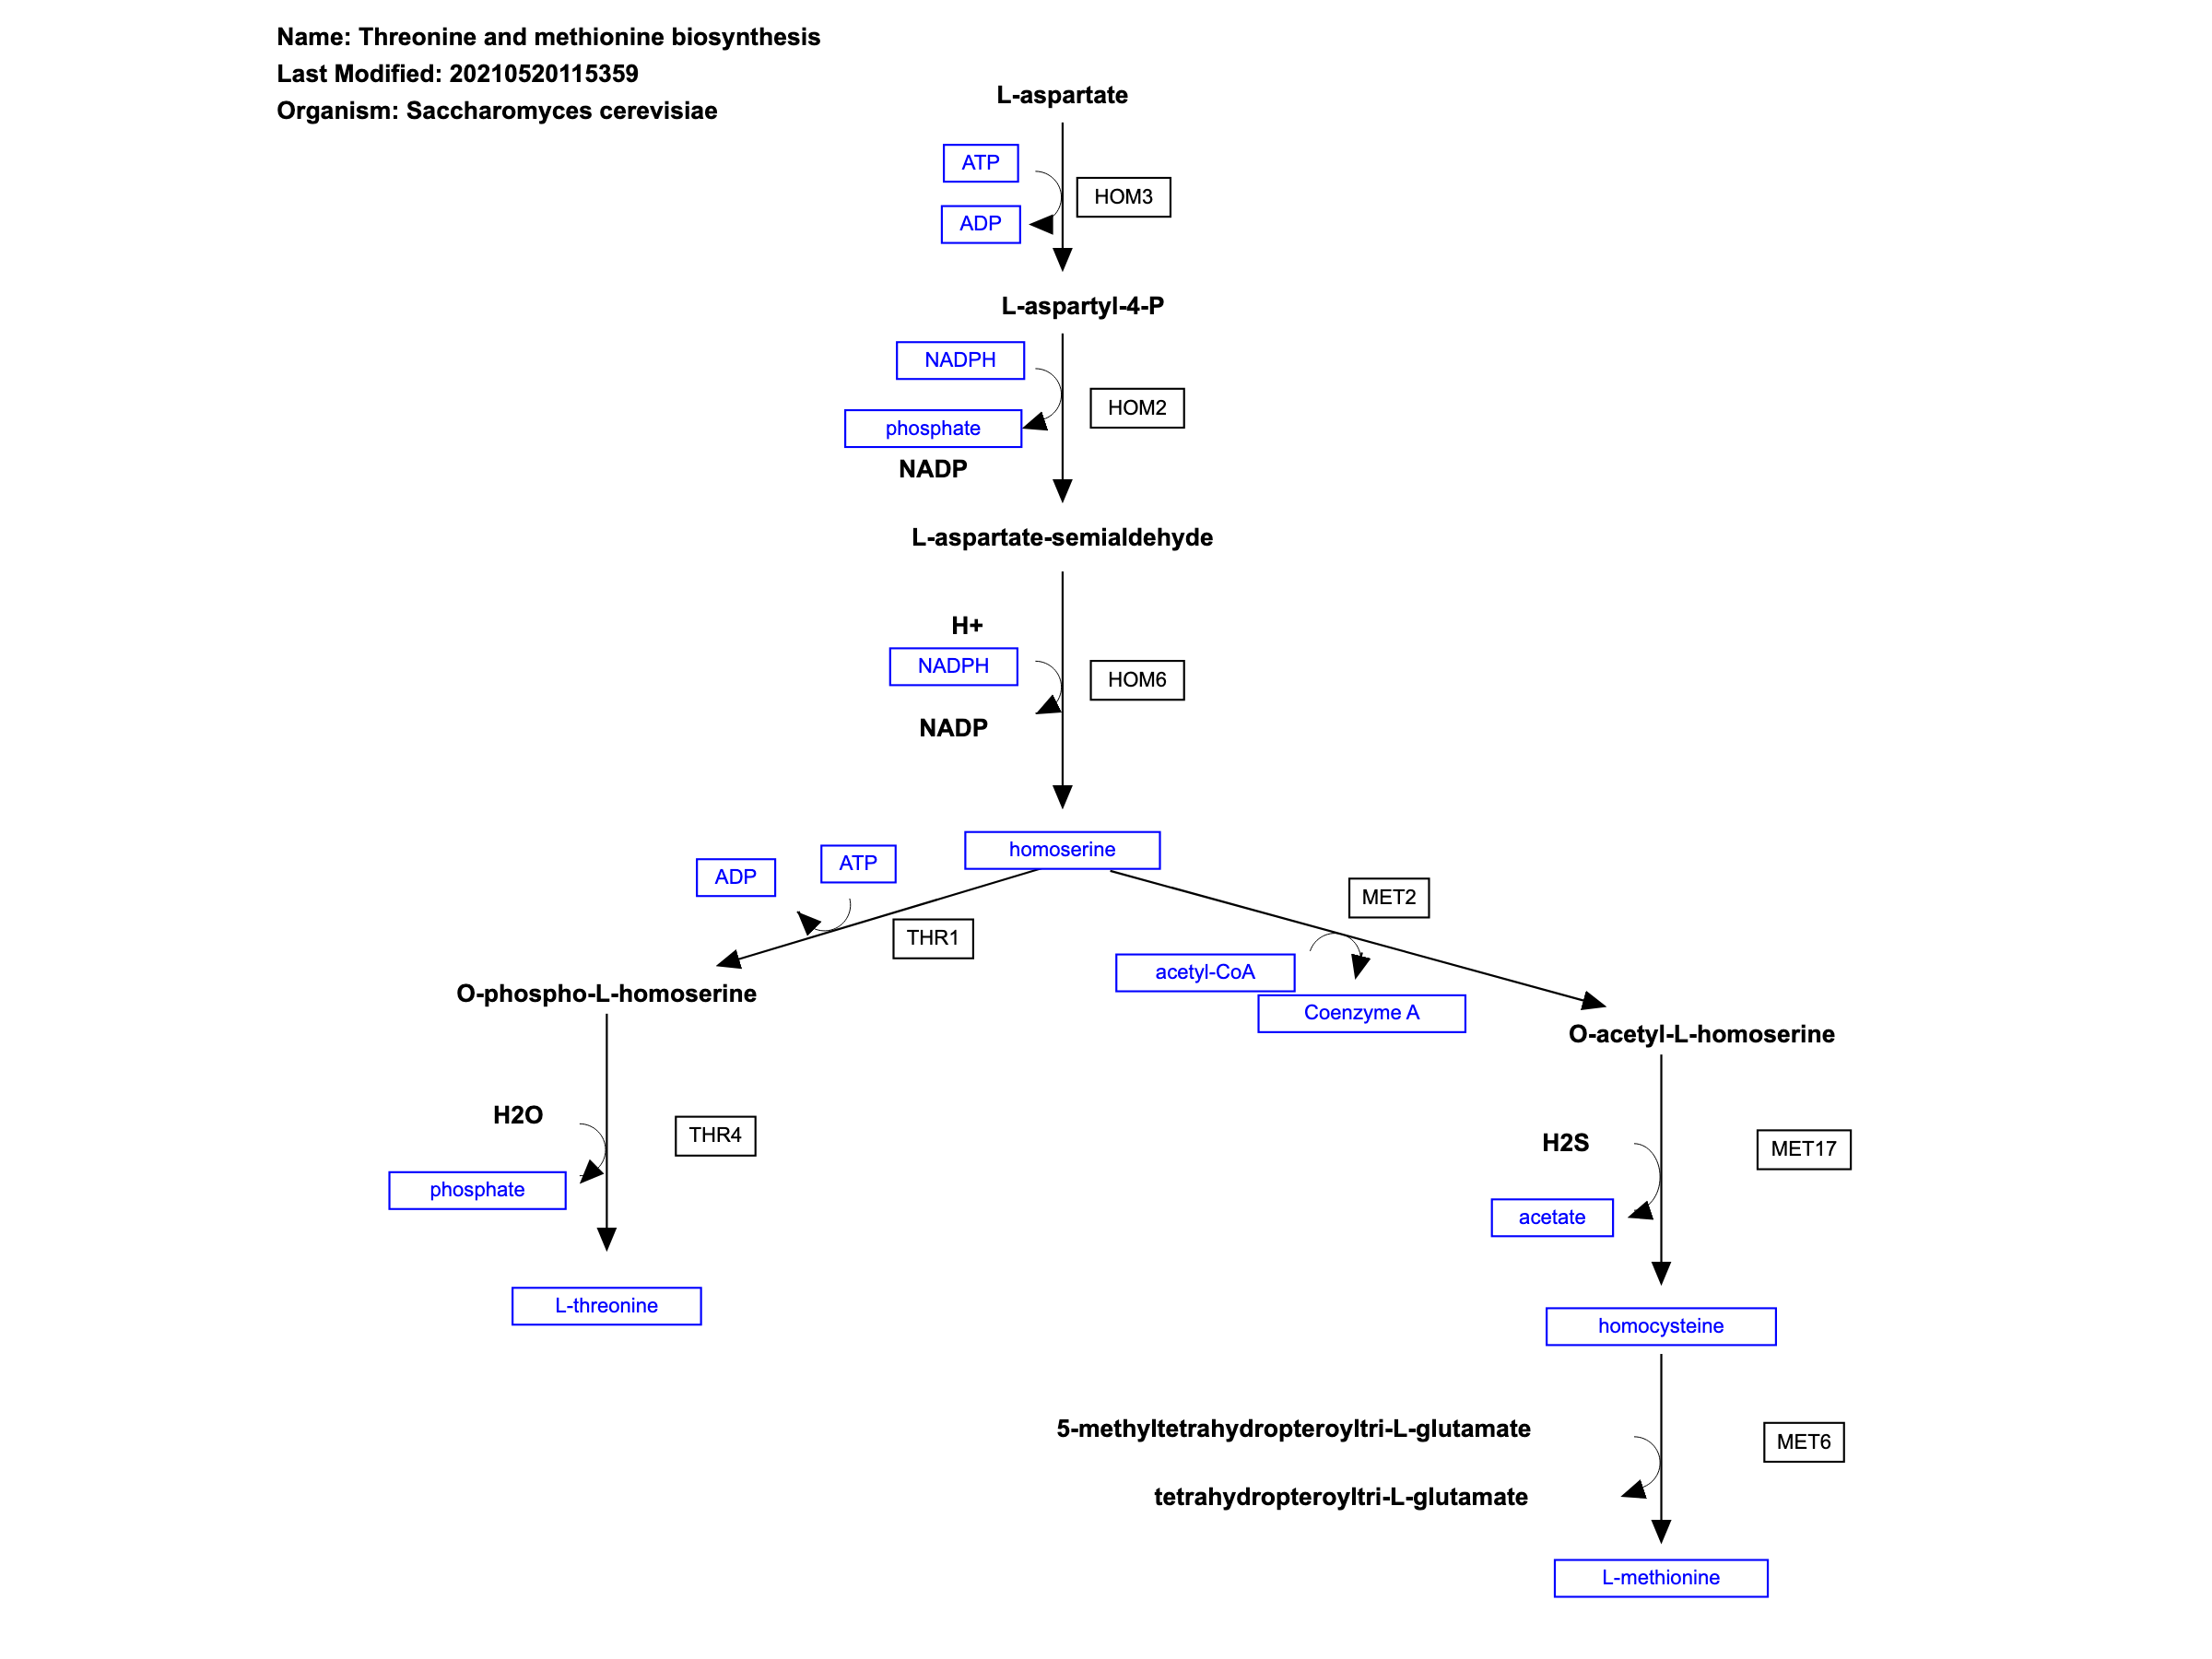 Name: Threonine and methionine biosynthesis
Last Modified: 20210520115359
Organism: Saccharomyces cerevisiae
L-aspartate
ATP
HOM3
ADP
L-aspartyl-4-P
NADPH
HOM2
phosphate
NADP
L-aspartate-semialdehyde
H+
NADPH
HOM6
NADP
homoserine
ADP
ATP
MET2
THR1
acetyl-CoA
Coenzyme A
O-phospho-L-homoserine
O-acetyl-L-homoserine
H2O
THR4
H2S
MET17
phosphate
acetate
L-threonine
homocysteine
5-methyltetrahydropteroyltri-L-glutamate
MET6
tetrahydropteroyltri-L-glutamate
L-methionine